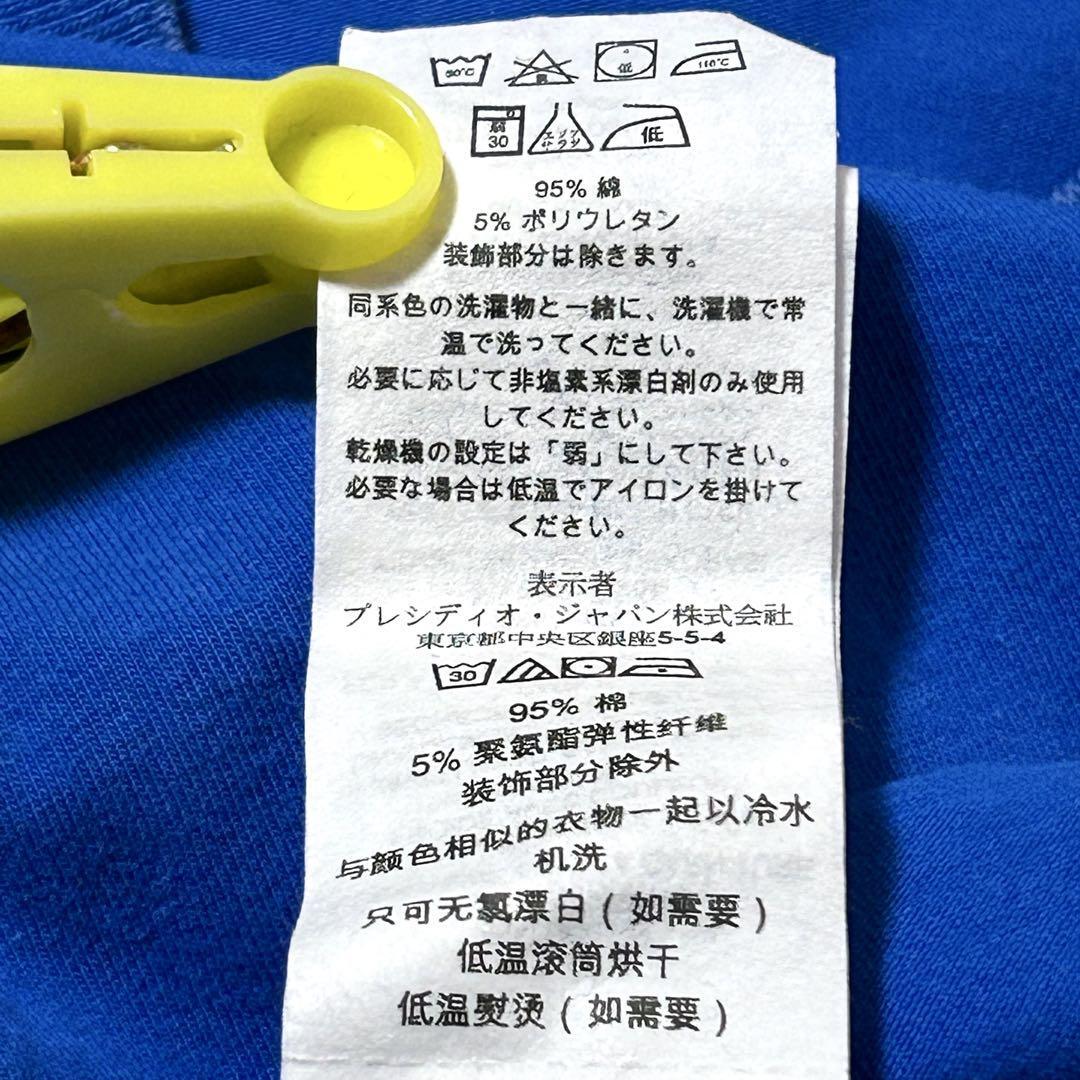 低
110°C
弱
30
エンソ
サラシ
低
95% 綿
5% ポリウレタン
装飾部分は除きます。
同系色の洗濯物と一緒に、洗濯機で常
温で洗ってください。
必要に応じて非塩素系漂白剤のみ使用
してください。
乾燥機の設定は「弱」にして下さい。
必要な場合は低温でアイロンを掛けて
ください。
表示者
プレシディオ・ジャパン株式会社
東京都中央区銀座5-5-4
30
95% 棉
5% 聚氨酯弹性纤维
装饰部分除外
与颜色相似的衣物一起以冷水
机洗
只可无氯漂白(如需要)
低温滚筒烘干
低温熨烫(如需要)